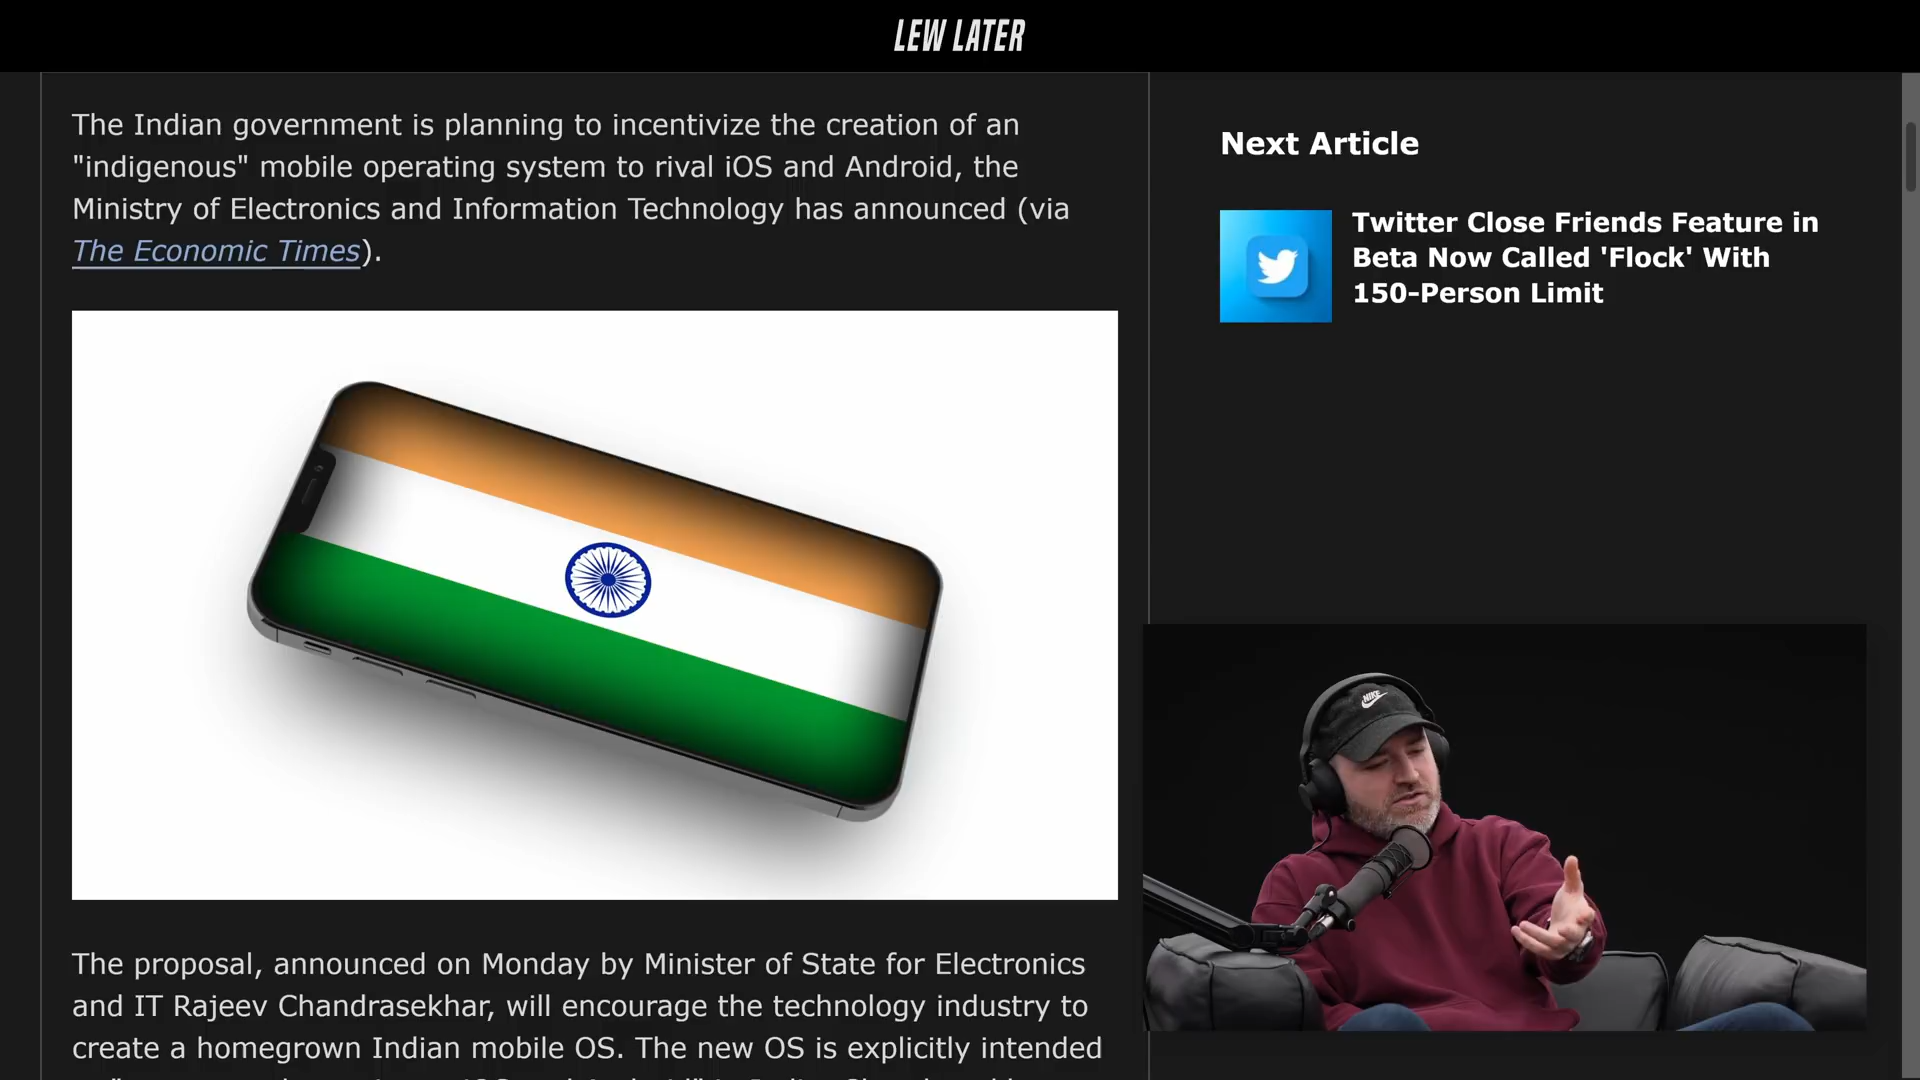 LEW LATER
The Indian government is planning to incentivize the creation of an
"indigenous" mobile operating system to rival iOS and Android, the
Ministry of Electronics and Information Technology has announced (via
The Economic Times).
The proposal, announced on Monday by Minister of State for Electronics
and IT Rajeev Chandrasekhar, will encourage the technology industry to
create a homegrown Indian mobile OS. The new OS is explicitly intended
Next Article
Twitter Close Friends Feature in
Beta Now Called 'Flock' With
150-Person Limit
NIKE